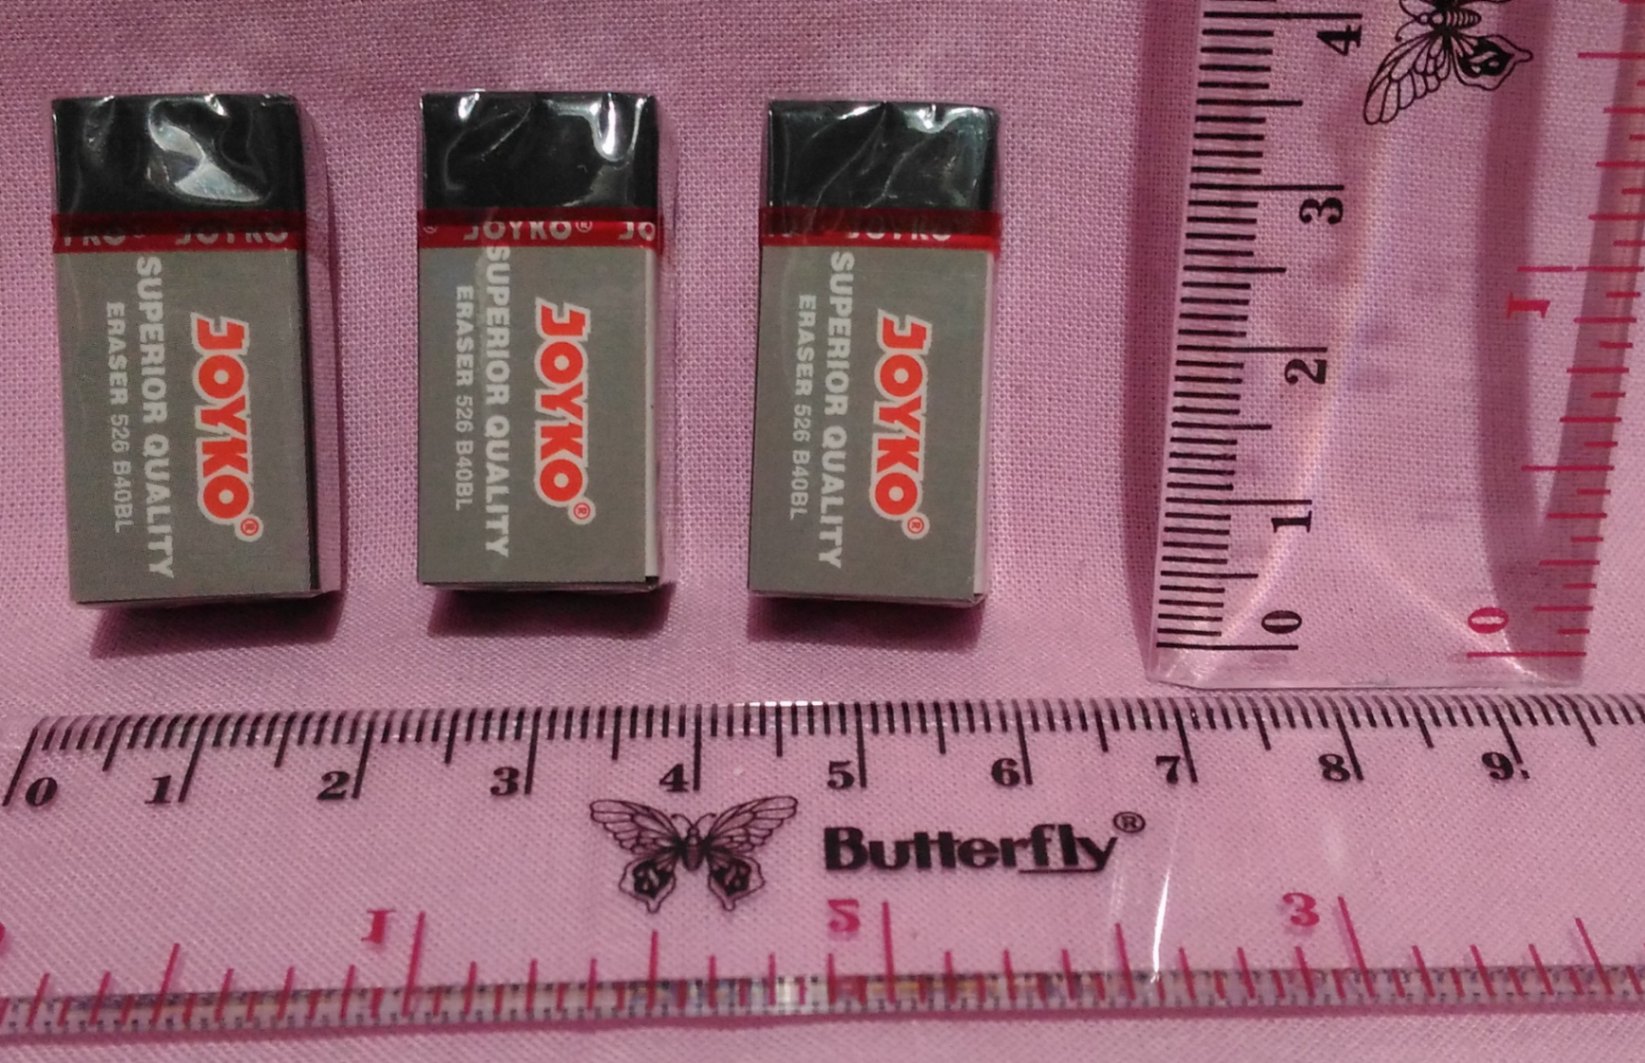 JOYKO
SUPERIOR QUALITY
ERASER 526 B40BL
JOYKO® JO
JOYKO®
SUPERIOR QUALITY
ERASER 526 B40BL
JOYKO
JOYKO®
SUPERIOR QUALITY
ERASER 526 B40BL
4
3
2
1
0
1
0
0 1 2 3 4 5 6 7 8 9
Butterfly®
1 2 3